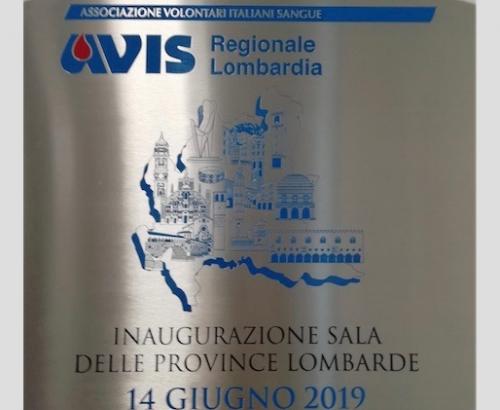 ASSOCIAZIONE VOLONTARI ITALIANI SANGUE
AVIS Regionale
Lombardia
INAUGURAZIONE SALA
DELLE PROVINCE LOMBARDE
14 GIUGNO 2019